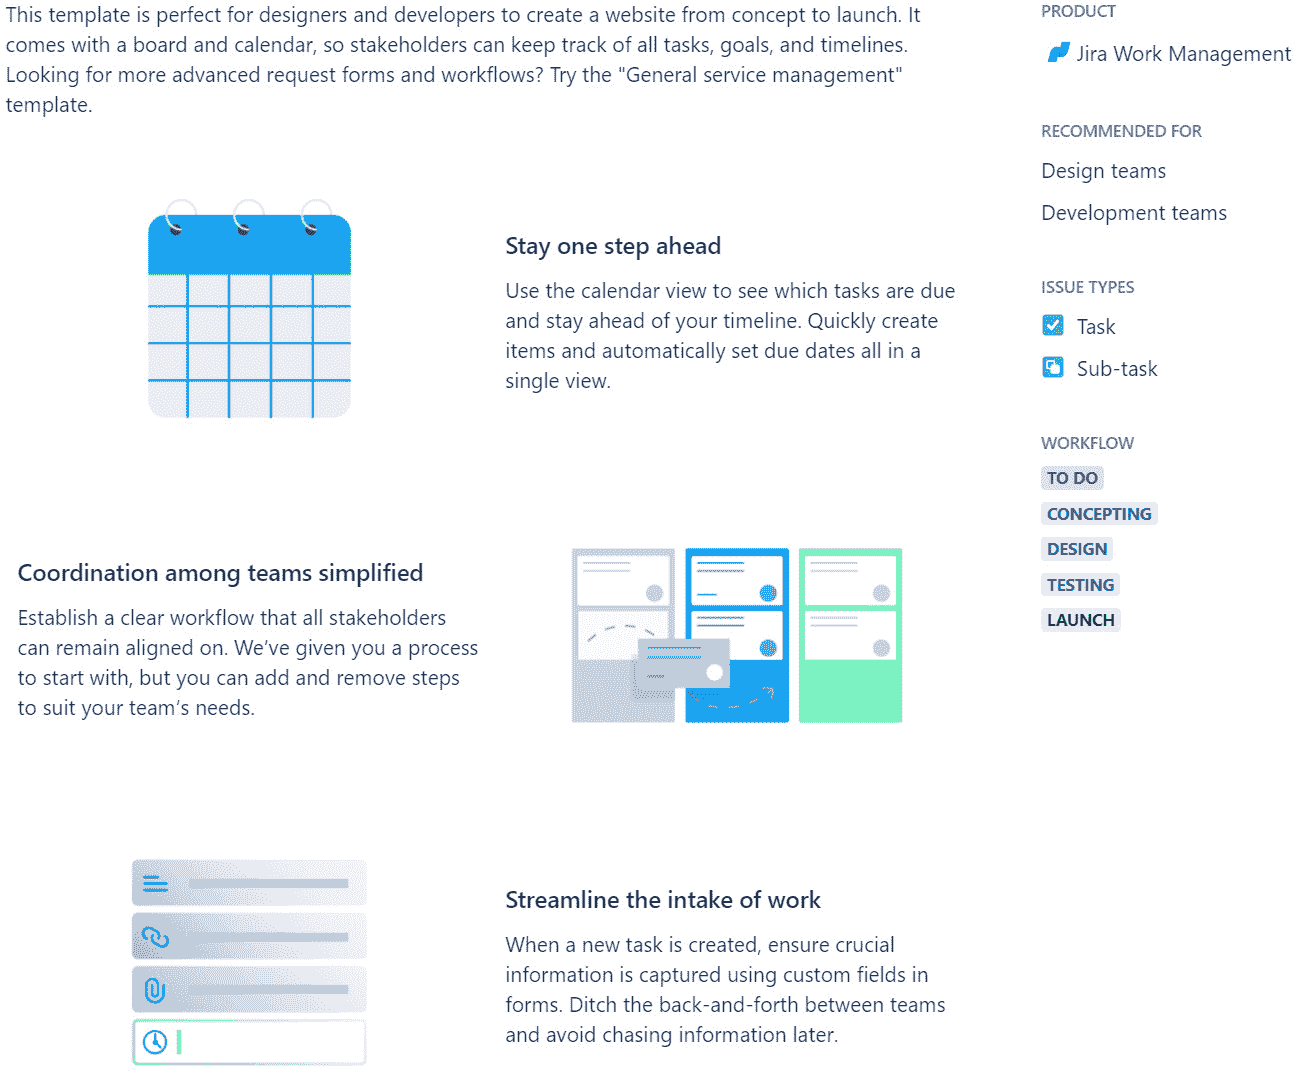 This template is perfect for designers and developers to create a website from concept to launch. It
comes with a board and calendar, so stakeholders can keep track of all tasks, goals, and timelines.
Looking for more advanced request forms and workflows? Try the "General service management"
template.
Stay one step ahead
Use the calendar view to see which tasks are due
and stay ahead of your timeline. Quickly create
items and automatically set due dates all in a
single view.
Coordination among teams simplified
Establish a clear workflow that all stakeholders
can remain aligned on. We’ve given you a process
to start with, but you can add and remove steps
to suit your team’s needs.
Streamline the intake of work
When a new task is created, ensure crucial
information is captured using custom fields in
forms. Ditch the back-and-forth between teams
and avoid chasing information later.
PRODUCT
Jira Work Management
RECOMMENDED FOR
Design teams
Development teams
ISSUE TYPES
Task
Sub-task
WORKFLOW
TO DO
CONCEPTING
DESIGN
TESTING
LAUNCH